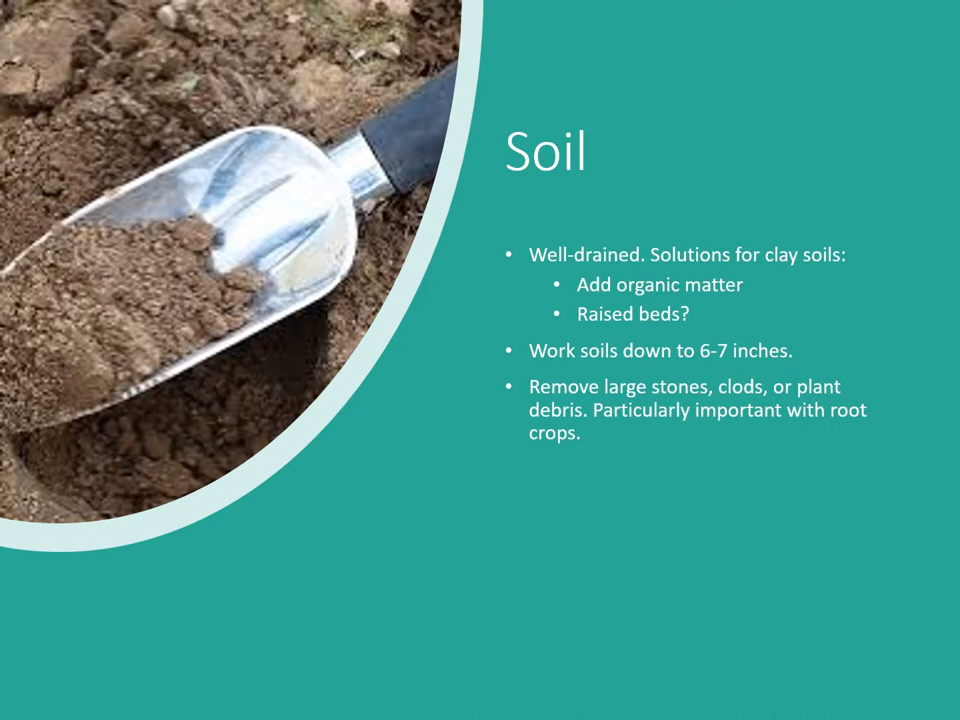 Soil
• Well-drained. Solutions for clay soils:
• Add organic matter
• Raised beds?
• Work soils down to 6-7 inches.
• Remove large stones, clods, or plant
debris. Particularly important with root
crops.